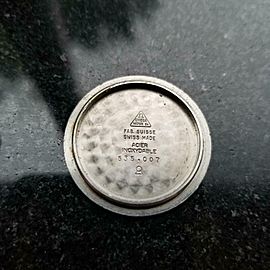 FAB. SUISSE
SWISS MADE
ACIER
INOXYDABLE
535.007